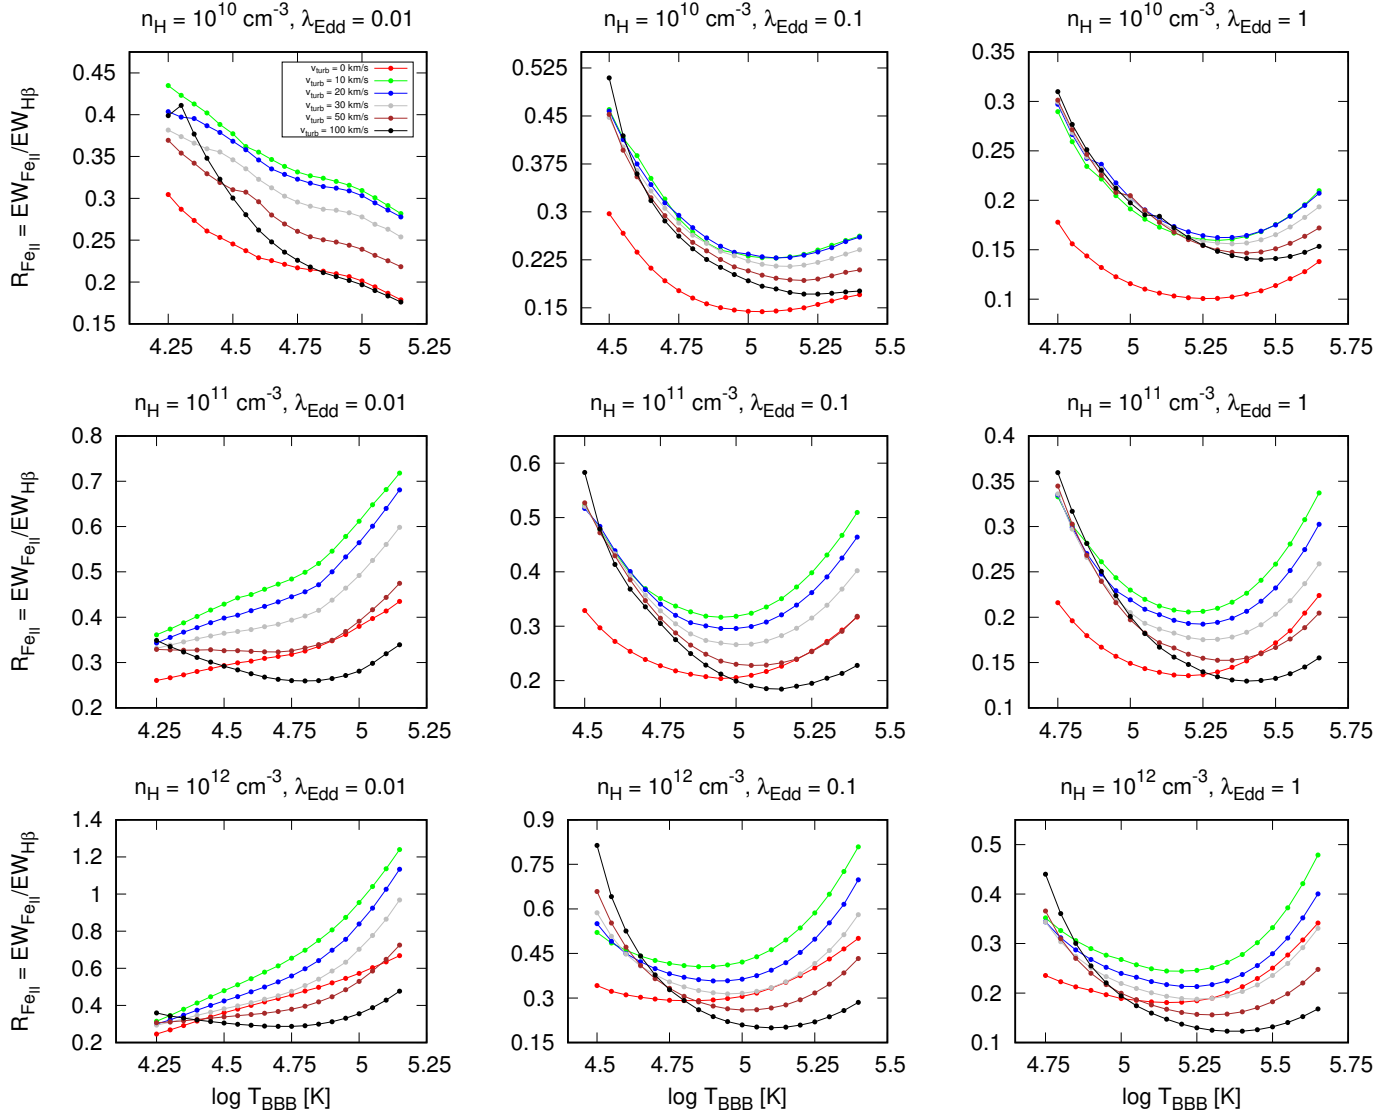 n_H = 10^10 cm^-3, λ_Edd = 0.01
n_H = 10^10 cm^-3, λ_Edd = 0.1
n_H = 10^10 cm^-3, λ_Edd = 1
R_FeII = EW_FeII/EW_Hβ
0.45
0.4
0.35
0.3
0.25
0.2
0.15
v_turb = 0 km/s
v_turb = 10 km/s
v_turb = 20 km/s
v_turb = 30 km/s
v_turb = 50 km/s
v_turb = 100 km/s
4.25 4.5 4.75 5 5.25
0.525
0.45
0.375
0.3
0.225
0.15
4.5 4.75 5 5.25 5.5
0.35
0.3
0.25
0.2
0.15
0.1
4.75 5 5.25 5.5 5.75
n_H = 10^11 cm^-3, λ_Edd = 0.01
n_H = 10^11 cm^-3, λ_Edd = 0.1
n_H = 10^11 cm^-3, λ_Edd = 1
R_FeII = EW_FeII/EW_Hβ
0.8
0.7
0.6
0.5
0.4
0.3
0.2
4.25 4.5 4.75 5 5.25
0.6
0.5
0.4
0.3
0.2
4.5 4.75 5 5.25 5.5
0.4
0.35
0.3
0.25
0.2
0.15
0.1
4.75 5 5.25 5.5 5.75
n_H = 10^12 cm^-3, λ_Edd = 0.01
n_H = 10^12 cm^-3, λ_Edd = 0.1
n_H = 10^12 cm^-3, λ_Edd = 1
R_FeII = EW_FeII/EW_Hβ
1.4
1.2
1
0.8
0.6
0.4
0.2
4.25 4.5 4.75 5 5.25
log T_BBB [K]
0.9
0.75
0.6
0.45
0.3
0.15
4.5 4.75 5 5.25 5.5
log T_BBB [K]
0.5
0.4
0.3
0.2
0.1
4.75 5 5.25 5.5 5.75
log T_BBB [K]